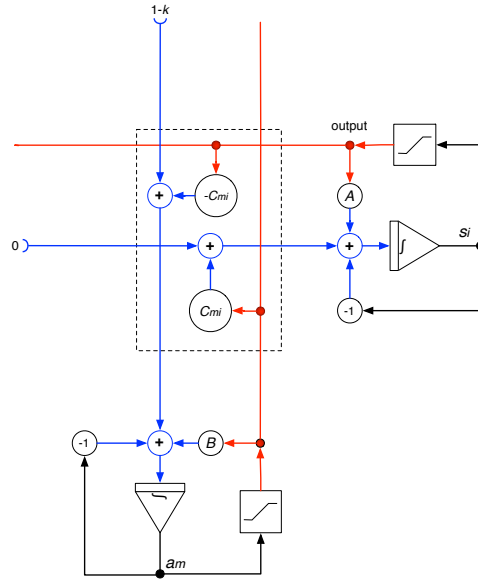 1-k
output
-Cmi
+
A
si
0
+
+
∫
Cmi
-1
-1
+
B
∫
am